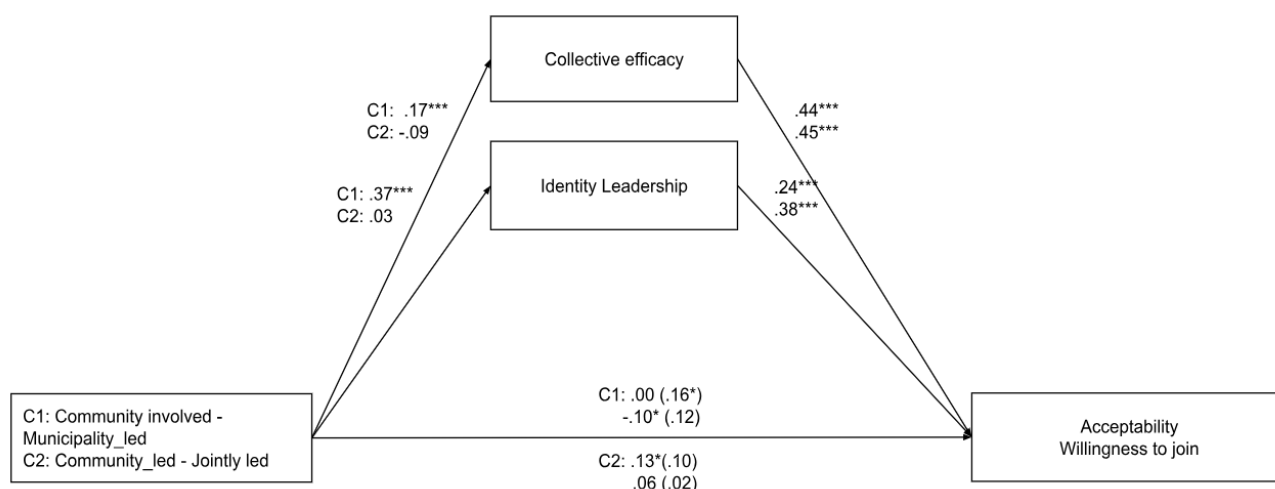 Collective efficacy
C1: .17***
C2: -.09
.44***
.45***
Identity Leadership
C1: .37***
C2: .03
.24***
.38***
C1: Community involved -
Municipality_led
C2: Community_led - Jointly led
C1: .00 (.16*)
-.10* (.12)
C2: .13*(.10)
.06 (.02)
Acceptability
Willingness to join